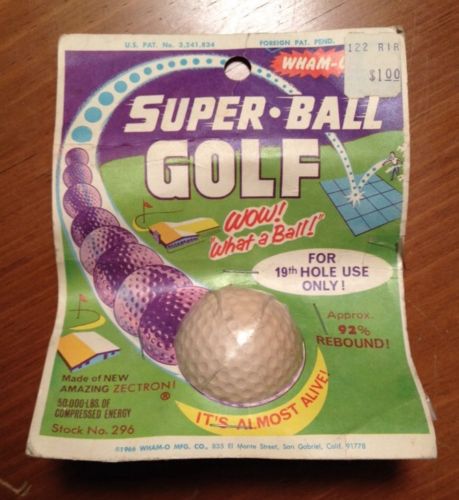 U.S. PAT. No. 3,241,834 FOREIGN PAT. PEND.
122 RIR
$1.00
WHAM-O
SUPER·BALL
GOLF
WOW!
"What a Ball!"
FOR
19th HOLE USE
ONLY!
Approx.
92%
REBOUND!
Made of NEW
AMAZING ZECTRON!
®
50,000 LBS. OF
COMPRESSED ENERGY
Stock No. 296
IT'S ALMOST ALIVE!
©1966 WHAM-O MFG. CO., 835 El Monte Street, San Gabriel, Calif. 91778